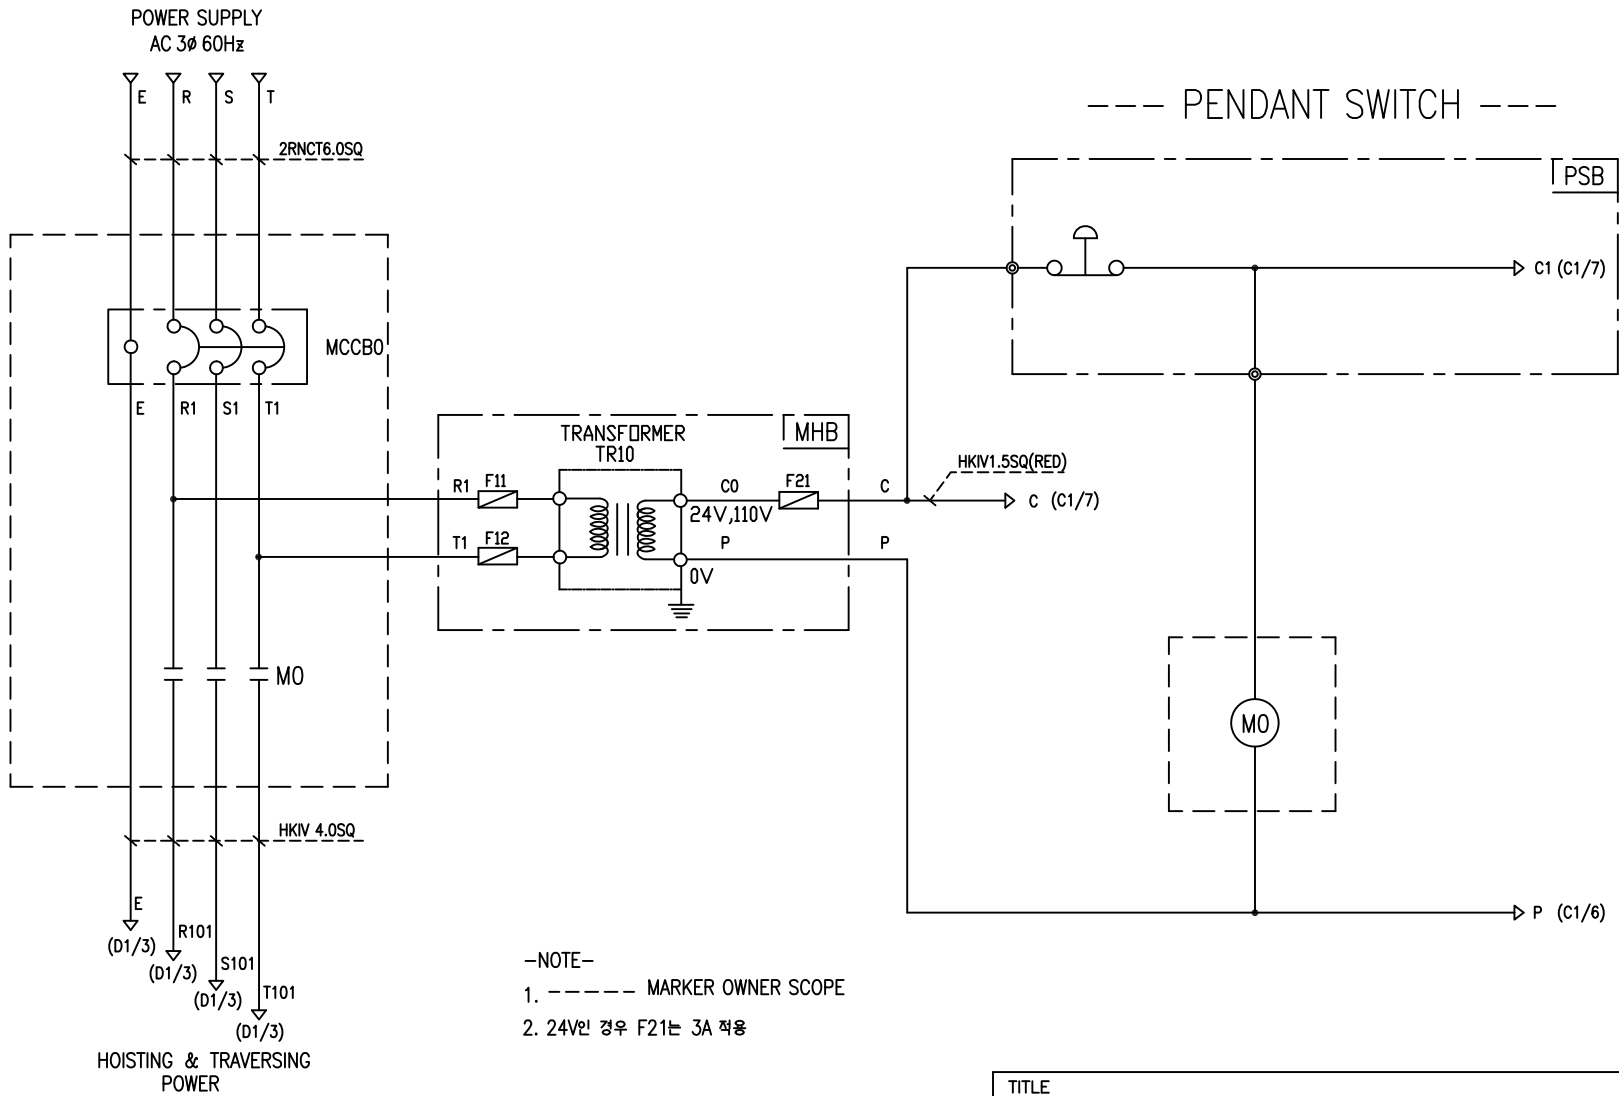 POWER SUPPLY
AC 3ø 60Hz
E R S T
2RNCT6.0SQ
--- PENDANT SWITCH ---
PSB
C1 (C1/7)
MCCB0
E R1 S1 T1
MHB
TRANSFORMER
TR10
R1 F11
C0 F21 C
24V,110V
HKIV1.5SQ(RED)
C (C1/7)
T1 F12
P P
0V
M0
M0
HKIV 4.0SQ
E
(D1/3)
R101
(D1/3)
S101
(D1/3)
T101
(D1/3)
P (C1/6)
HOISTING & TRAVERSING
POWER
-NOTE-
1. ------ MARKER OWNER SCOPE
2. 24V인 경우 F21는 3A 적용
TITLE